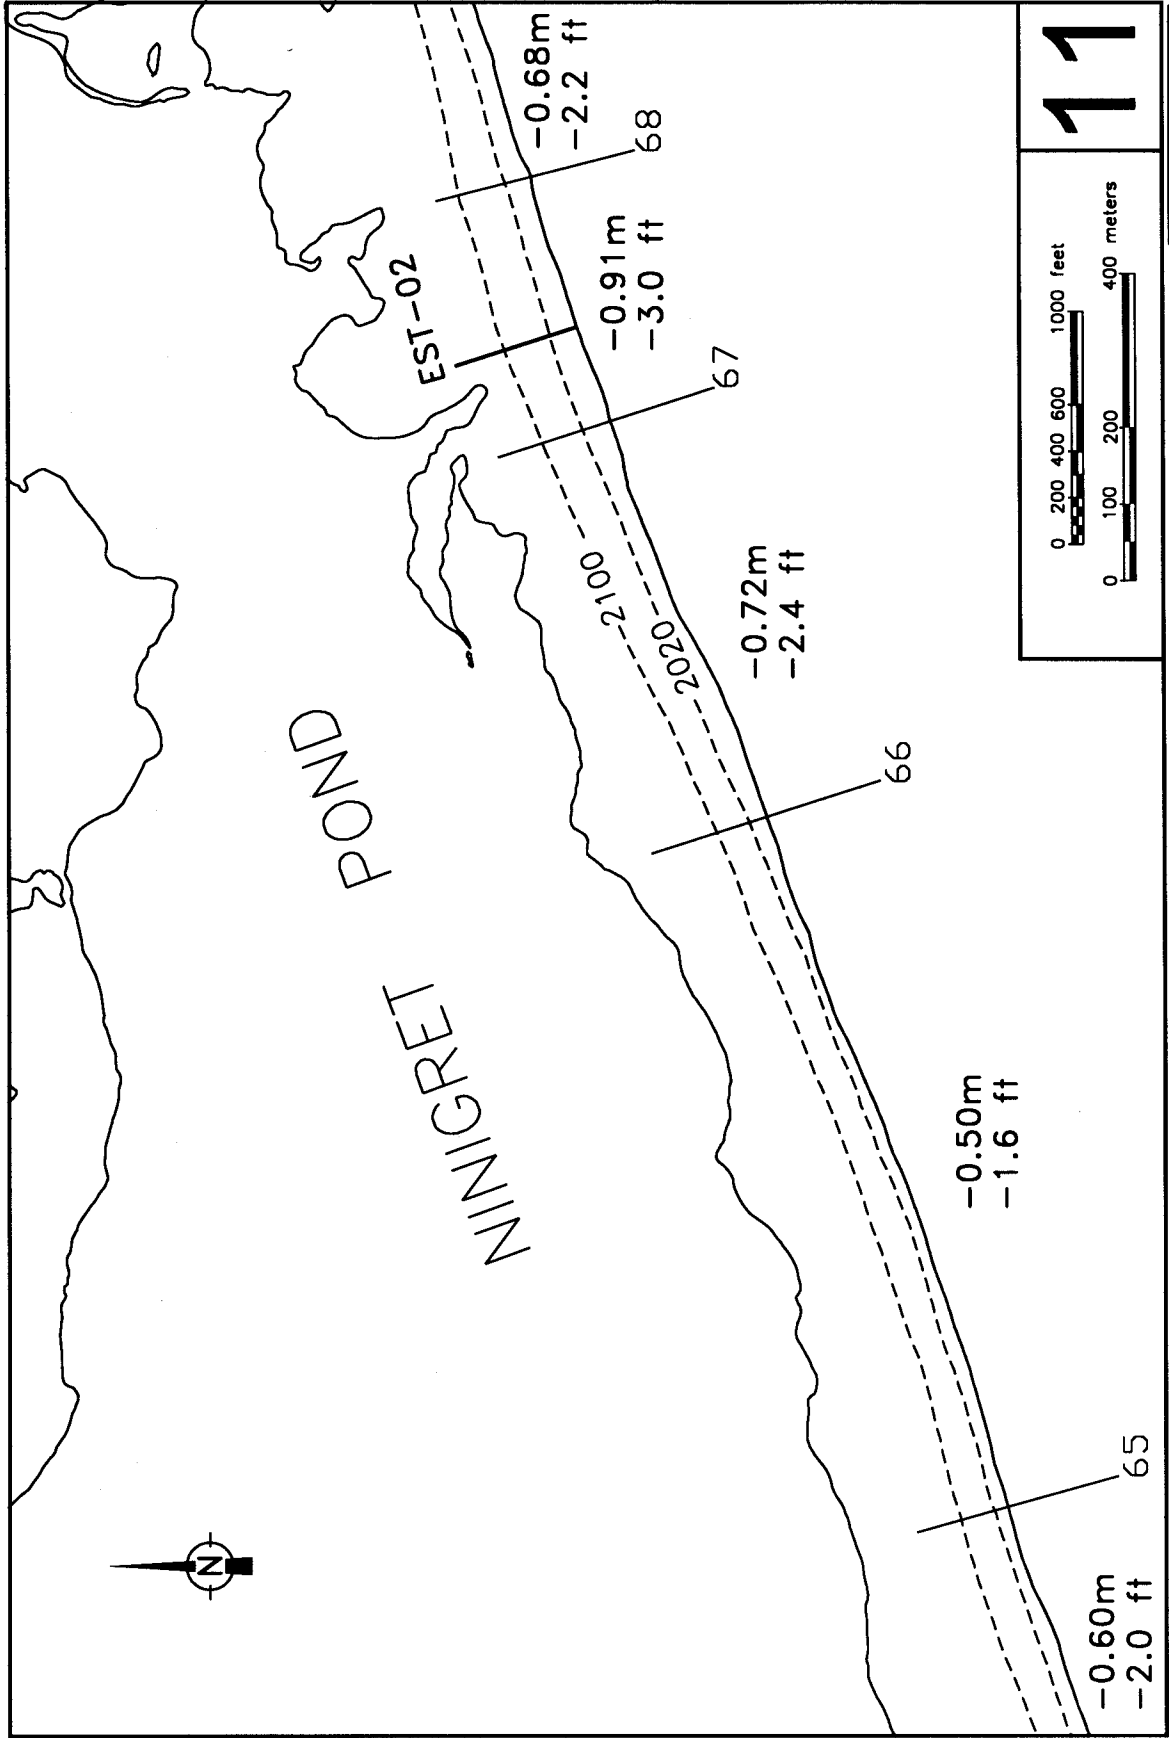 N
NINIGRET POND
EST-02
2100
2020
-0.60m
-2.0 ft
65
-0.50m
-1.6 ft
66
-0.72m
-2.4 ft
67
-0.91m
-3.0 ft
68
-0.68m
-2.2 ft
0 200 400 600 1000 feet
0 100 200 400 meters
11